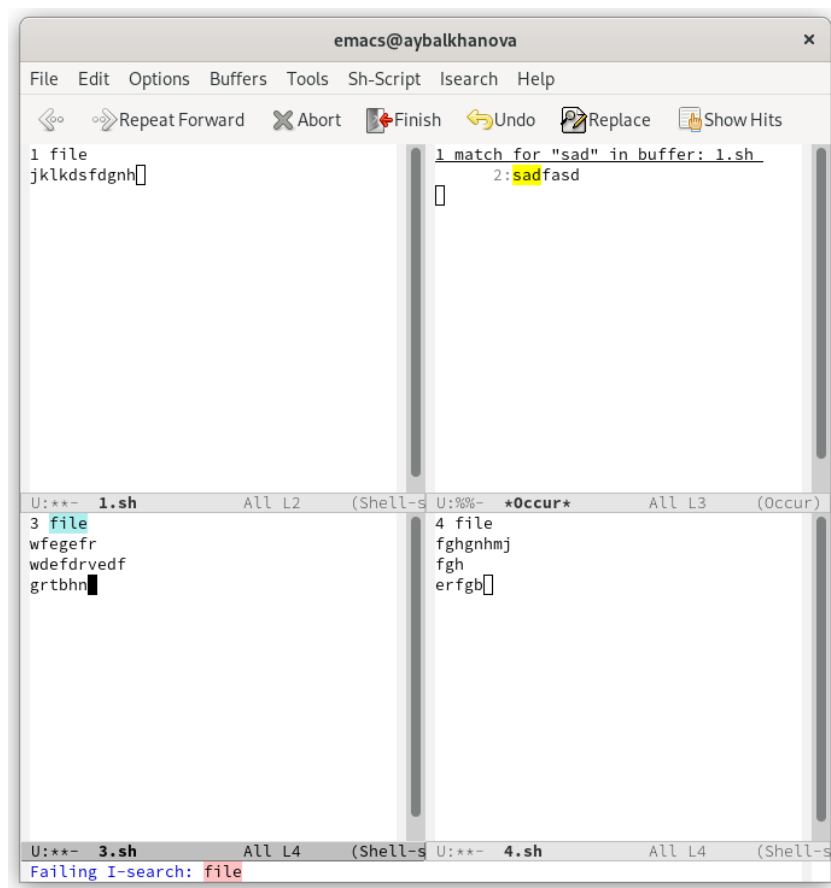 emacs@aybalkhanova ×
File Edit Options Buffers Tools Sh-Script Isearch Help
Repeat Forward Abort Finish Undo Replace Show Hits
1 file
jklkdsfdgnh
U:**- 1.sh All L2 (Shell-s
1 match for "sad" in buffer: 1.sh
2:sadfasd
U:%%- *Occur* All L3 (Occur)
3 file
wfegefr
wdefdrvedf
grtbhn
U:**- 3.sh All L4 (Shell-s
4 file
fghgnhmj
fgh
erfgb
U:**- 4.sh All L4 (Shell-s
Failing I-search: file